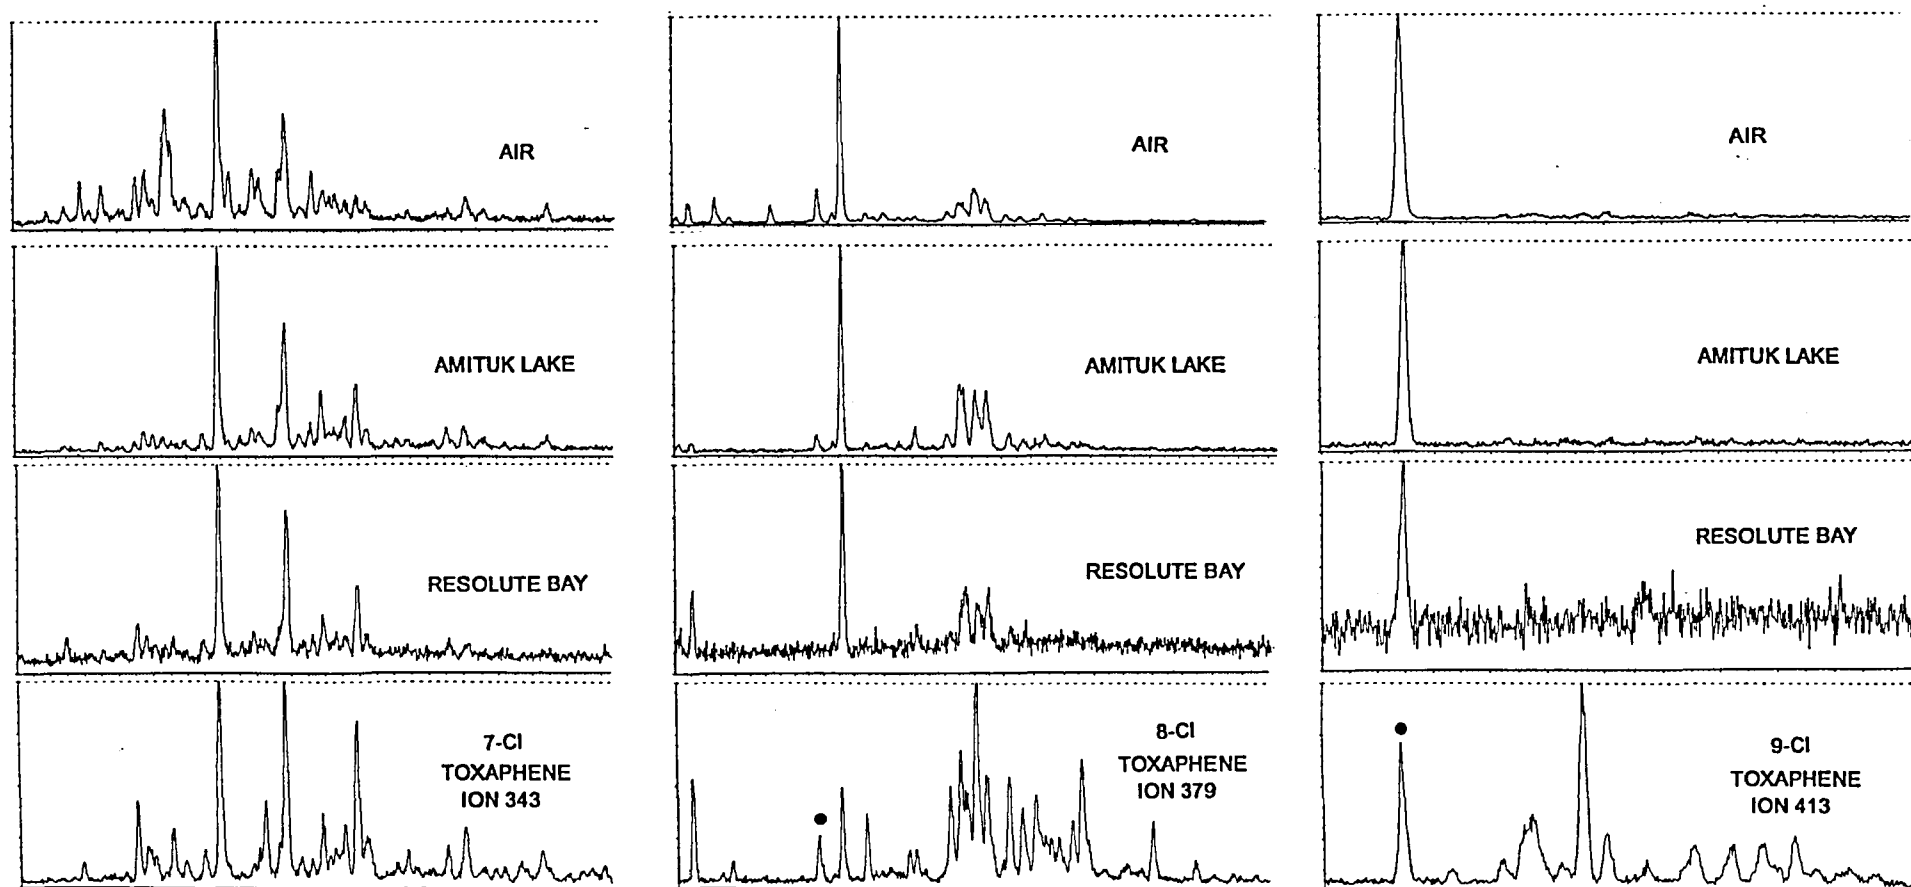 AIR
AMITUK LAKE
RESOLUTE BAY
7-Cl
TOXAPHENE
ION 343
AIR
AMITUK LAKE
RESOLUTE BAY
8-Cl
TOXAPHENE
ION 379
AIR
AMITUK LAKE
RESOLUTE BAY
9-Cl
TOXAPHENE
ION 413